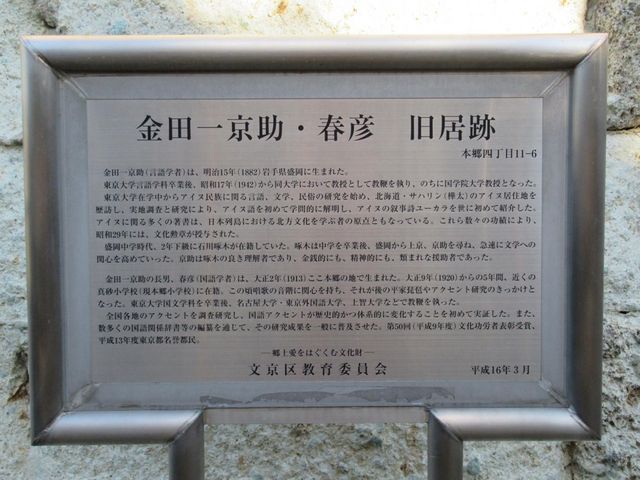 金田一京助・春彦　旧居跡
本郷四丁目11-6
金田一京助(言語学者)は、明治15年(1882)岩手県盛岡に生まれた。
東京大学言語学科卒業後、昭和17年(1942)から同大学において教授として教鞭を執り、のちに国学院大学教授となった。
東京大学在学中からアイヌ民族に関る言語、文学、民俗の研究を始め、北海道・サハリン(樺太)のアイヌ居住地を
歴訪し、実地調査と研究により、アイヌ語を初めて学問的に解明し、アイヌの叙事詩ユーカラを世に初めて紹介した。
アイヌに関る多くの著書は、日本列島における北方文化を学ぶ者の原点ともなっている。これら数々の功績により、
昭和29年には、文化勲章が授与された。
盛岡中学時代、2年下級に石川啄木が在籍していた。啄木は中学を卒業後、盛岡から上京、京助を尋ね、急速に文学への
関心を高めていった。京助は啄木の良き理解者であり、金銭的にも、精神的にも、類まれな援助者であった。
金田一京助の長男、春彦(国語学者)は、大正2年(1913)ここ本郷の地で生まれた。大正9年(1920)からの5年間、近くの
真砂小学校(現本郷小学校)に在籍。この頃唱歌の音階に関心を持ち、それが後の平家琵琶やアクセント研究のきっかけと
なった。東京大学国文学科を卒業後、名古屋大学・東京外国語大学、上智大学などで教鞭を執った。
全国各地のアクセントを調査研究し、国語アクセントが歴史的かつ体系的に変化することを初めて実証した。また、
数多くの国語関係辞書等の編纂を通じて、その研究成果を一般に普及させた。第50回(平成9年度)文化功労者表彰受賞、
平成13年度東京都名誉都民。
―郷土愛をはぐくむ文化財―
文京区教育委員会　平成16年3月